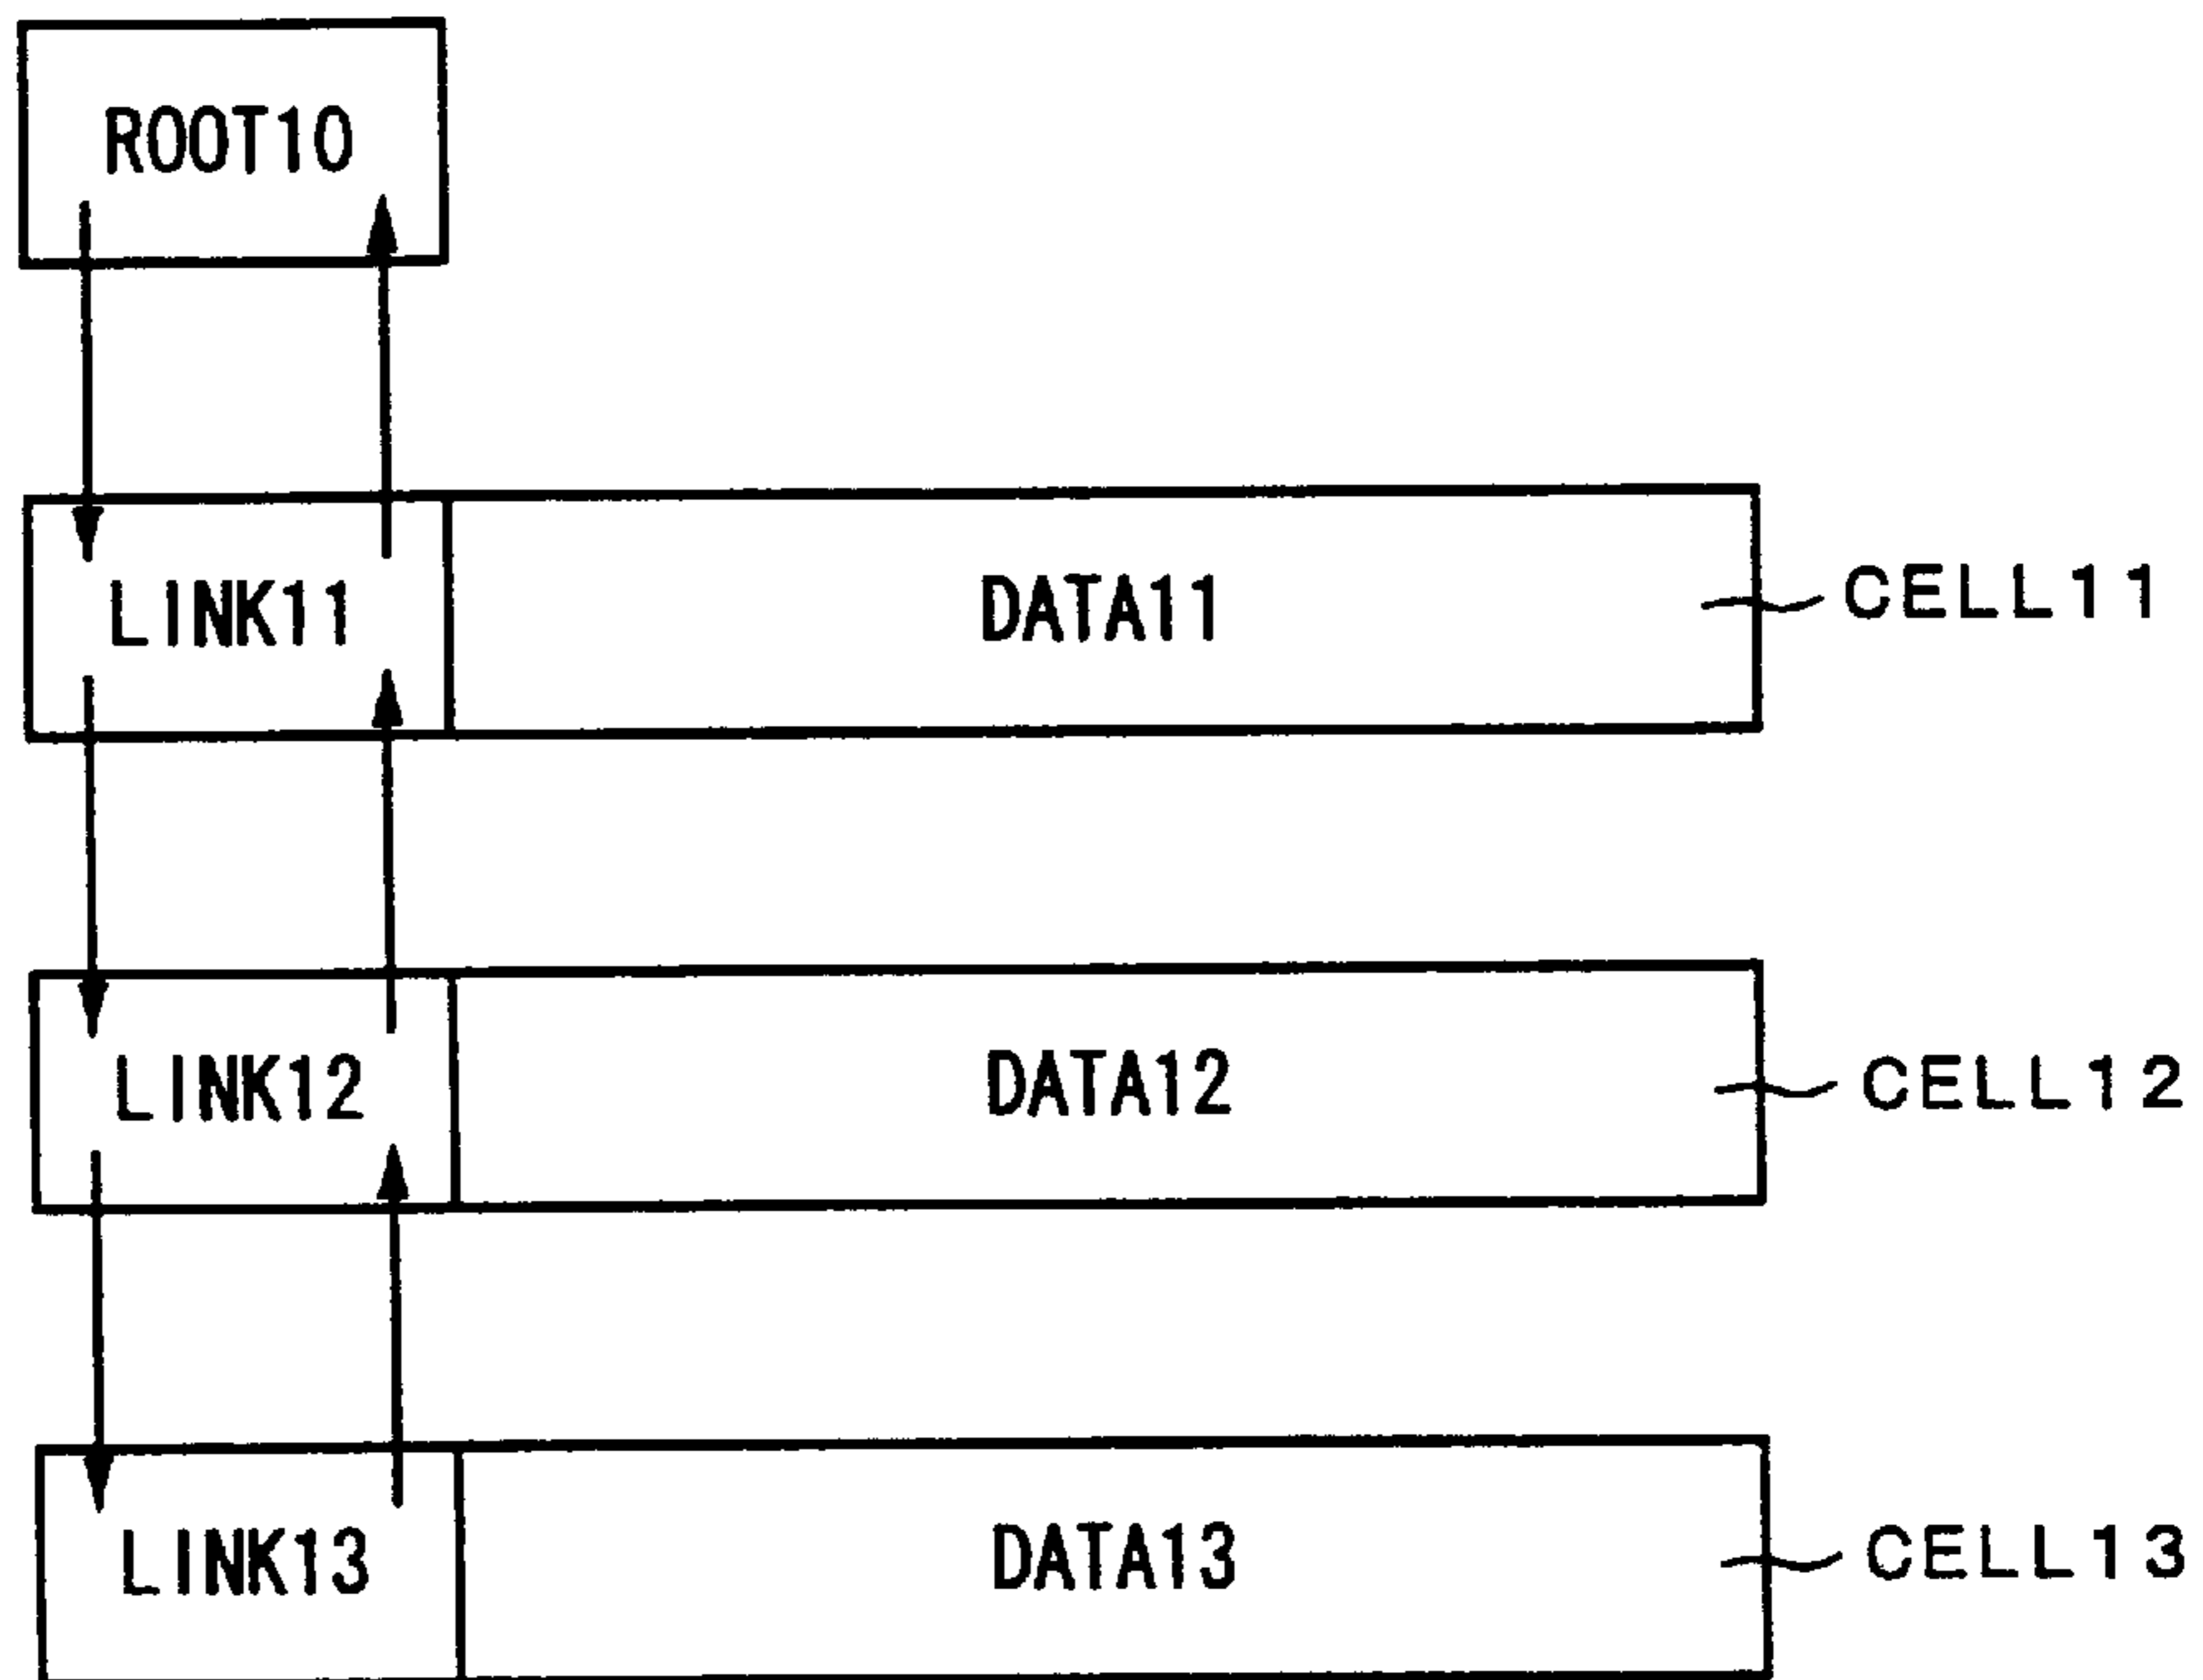 ROOT10
LINK11 DATA11 CELL11
LINK12 DATA12 CELL12
LINK13 DATA13 CELL13